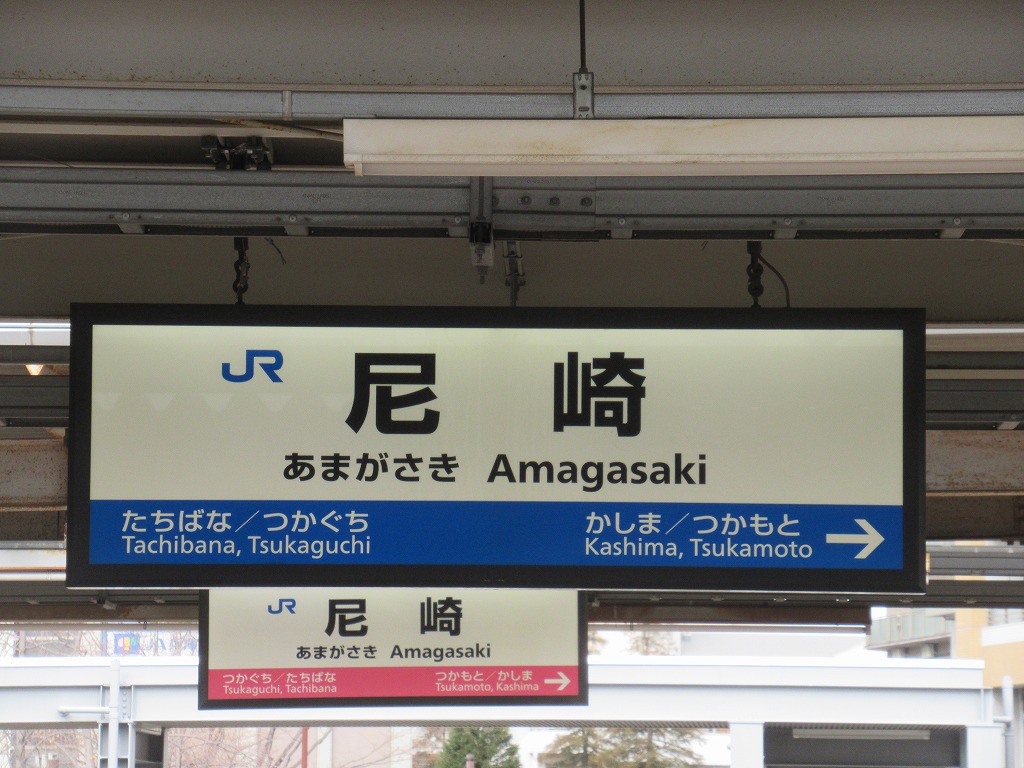 JR 尼崎
あまがさき Amagasaki
たちばな／つかぐち かしま／つかもと →
Tachibana, Tsukaguchi Kashima, Tsukamoto
JR 尼崎
あまがさき Amagasaki
つかぐち／たちばな つかもと／かしま →
Tsukaguchi, Tachibana Tsukamoto, Kashima